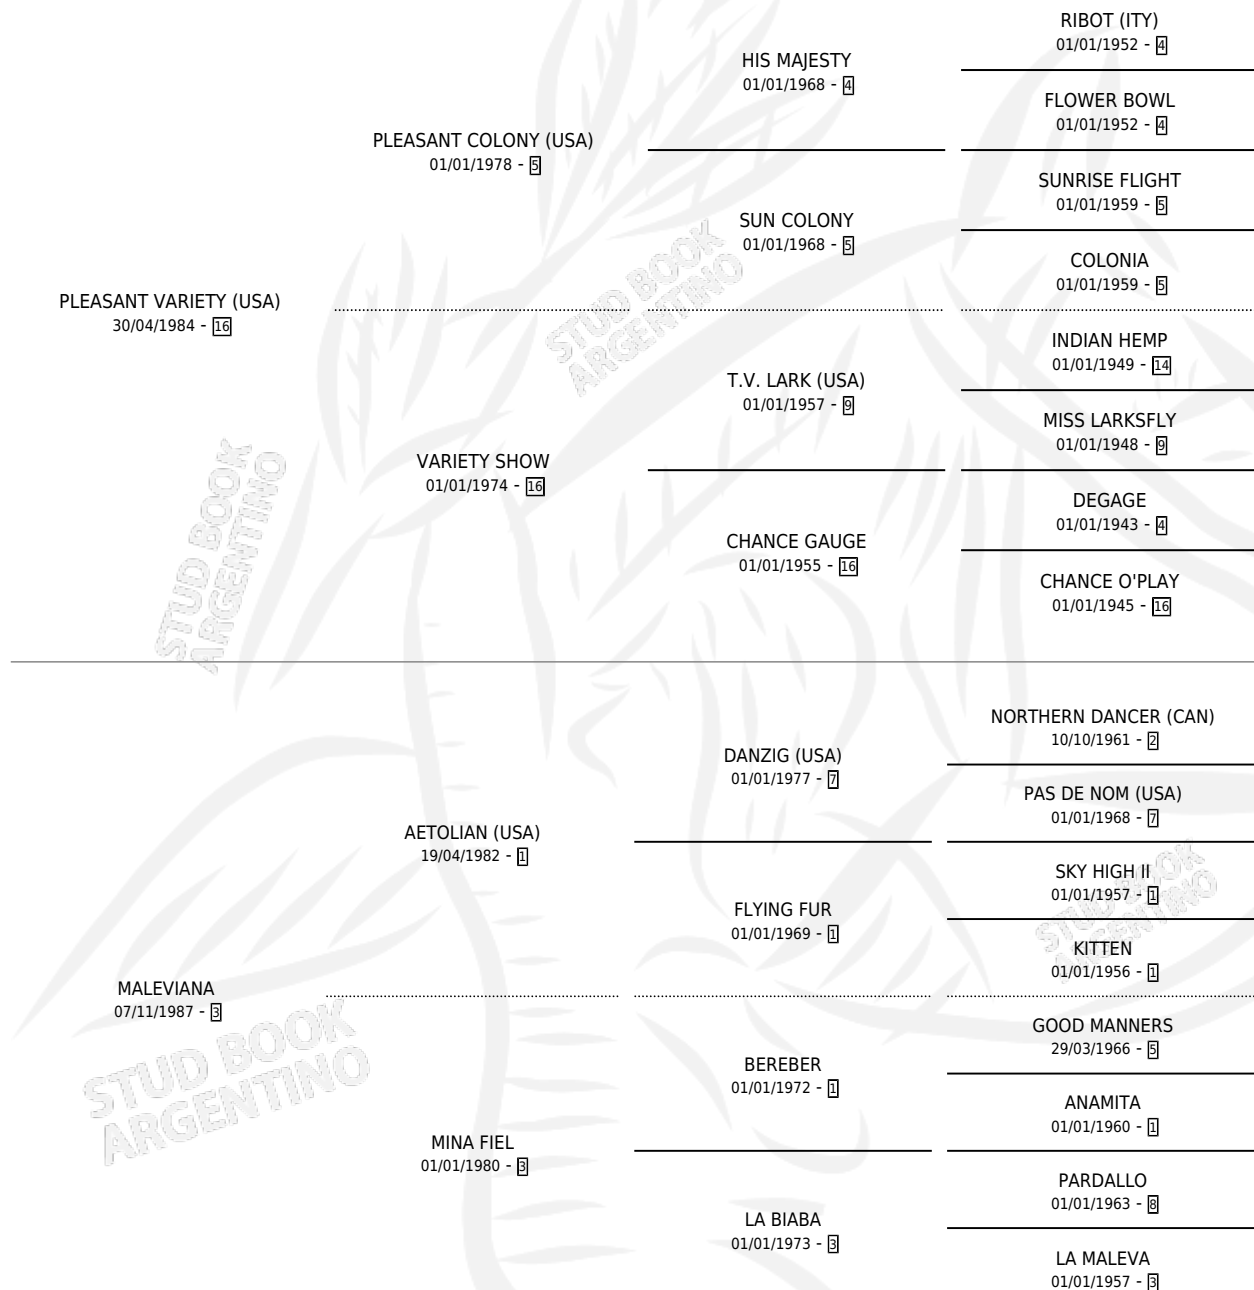 RIBOT (ITY)
01/01/1952 - 4
HIS MAJESTY
01/01/1968 - 4
FLOWER BOWL
01/01/1952 - 4
PLEASANT COLONY (USA)
01/01/1978 - 5
SUNRISE FLIGHT
01/01/1959 - 5
SUN COLONY
01/01/1968 - 5
COLONIA
01/01/1959 - 5
PLEASANT VARIETY (USA)
30/04/1984 - 16
STUD BOOK
ARGENTINO
INDIAN HEMP
01/01/1949 - 14
T.V. LARK (USA)
01/01/1957 - 9
MISS LARKSFLY
01/01/1948 - 9
VARIETY SHOW
01/01/1974 - 16
DEGAGE
01/01/1943 - 4
CHANCE GAUGE
01/01/1955 - 16
CHANCE O'PLAY
01/01/1945 - 16
STUD BOOK
ARGENTINO
NORTHERN DANCER (CAN)
10/10/1961 - 2
DANZIG (USA)
01/01/1977 - 7
PAS DE NOM (USA)
01/01/1968 - 7
AETOLIAN (USA)
19/04/1982 - 1
SKY HIGH II
01/01/1957 - 1
FLYING FUR
01/01/1969 - 1
KITTEN
01/01/1956 - 1
STUD BOOK
ARGENTINO
MALEVIANA
07/11/1987 - 3
STUD BOOK
ARGENTINO
GOOD MANNERS
29/03/1966 - 5
BEREBER
01/01/1972 - 1
ANAMITA
01/01/1960 - 1
MINA FIEL
01/01/1980 - 3
PARDALLO
01/01/1963 - 8
LA BIABA
01/01/1973 - 3
LA MALEVA
01/01/1957 - 3